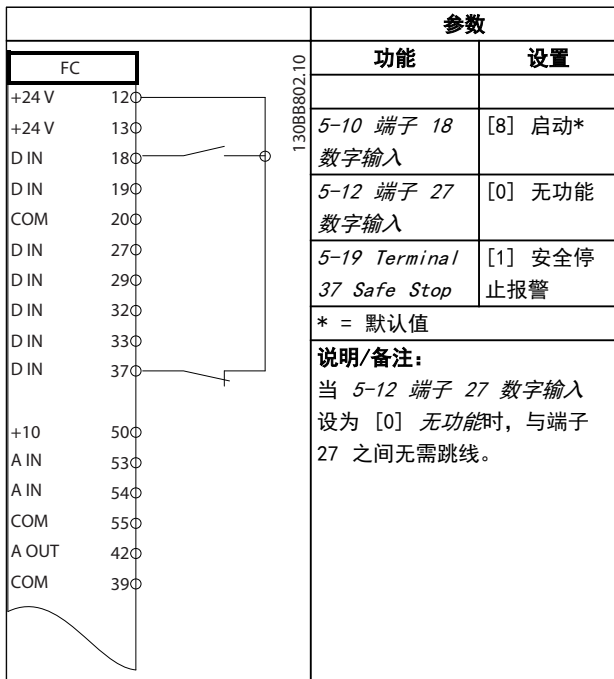 FC
+24 V 12
+24 V 13
D IN 18
D IN 19
COM 20
D IN 27
D IN 29
D IN 32
D IN 33
D IN 37
+10 50
A IN 53
A IN 54
COM 55
A OUT 42
COM 39
130BB802.10
参数
功能 设置
5-10 端子 18 [8] 启动*
数字输入
5-12 端子 27 [0] 无功能
数字输入
5-19 Terminal [1] 安全停
37 Safe Stop 止报警
* = 默认值
说明/备注:
当 5-12 端子 27 数字输入
设为 [0] 无功能时, 与端子
27 之间无需跳线。